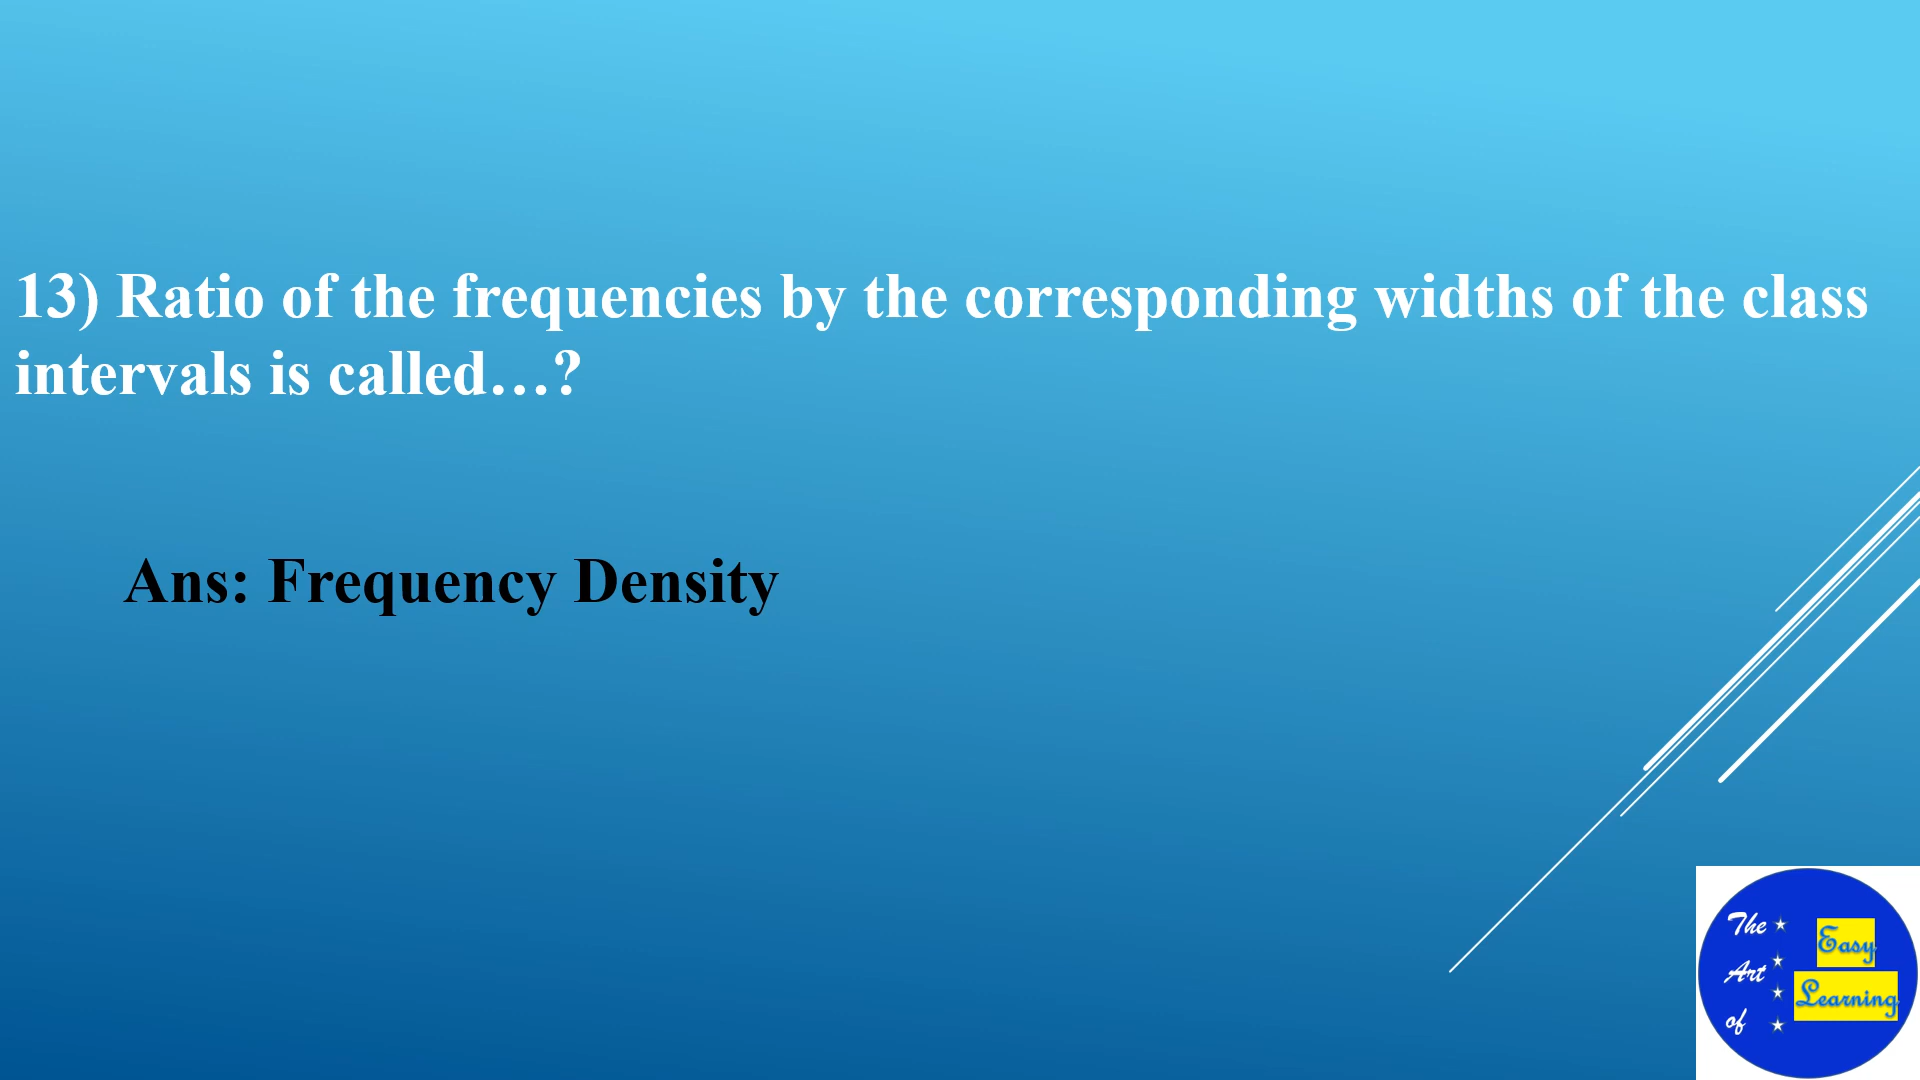 13) Ratio of the frequencies by the corresponding widths of the class
intervals is called…?
Ans: Frequency Density
The
Art
of
Easy
Learning